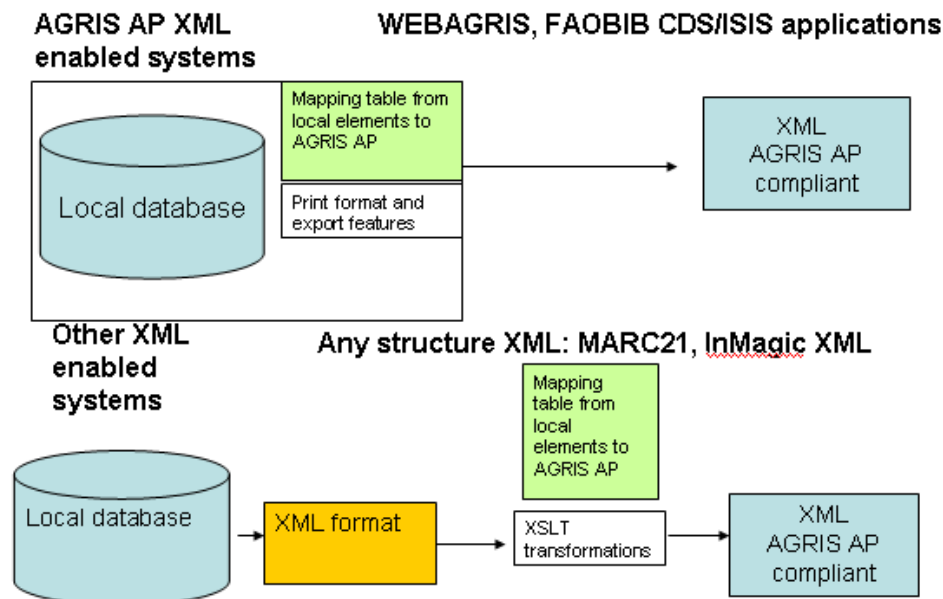 AGRIS AP XML
enabled systems
WEBAGRIS, FAOBIB CDS/ISIS applications
Mapping table from
local elements to
AGRIS AP
Local database
Print format and
export features
XML
AGRIS AP
compliant
Other XML
enabled
systems
Any structure XML: MARC21, InMagic XML
Mapping
table from
local
elements to
AGRIS AP
Local database
XML format
XSLT
transformations
XML
AGRIS AP
compliant